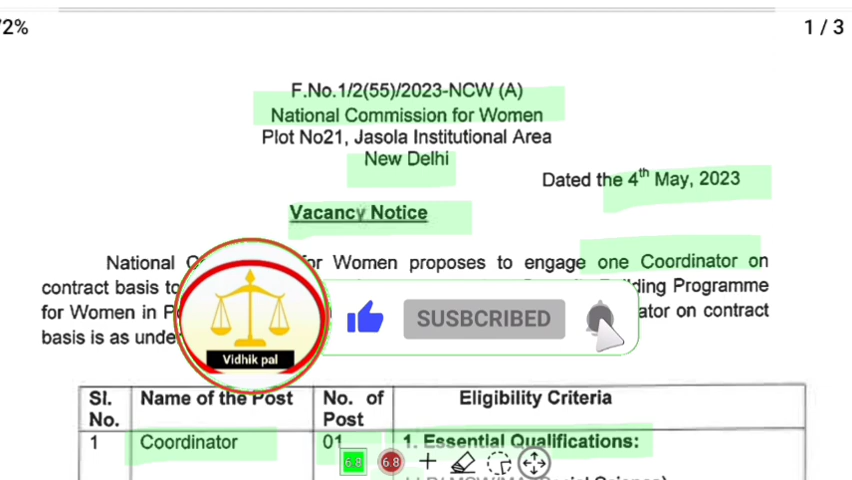 72%
1 / 3
F.No.1/2(55)/2023-NCW (A)
National Commission for Women
Plot No21, Jasola Institutional Area
New Delhi
Dated the 4th May, 2023
Vacancy Notice
National for Women proposes to engage one Coordinator on
contract basis to Programme
for Women in on contract
basis is as
Vidhik pal
SUSBCRIBED
Sl. No.
Name of the Post
No. of Post
Eligibility Criteria
1
Coordinator
01
1. Essential Qualifications:
6.8
6.8